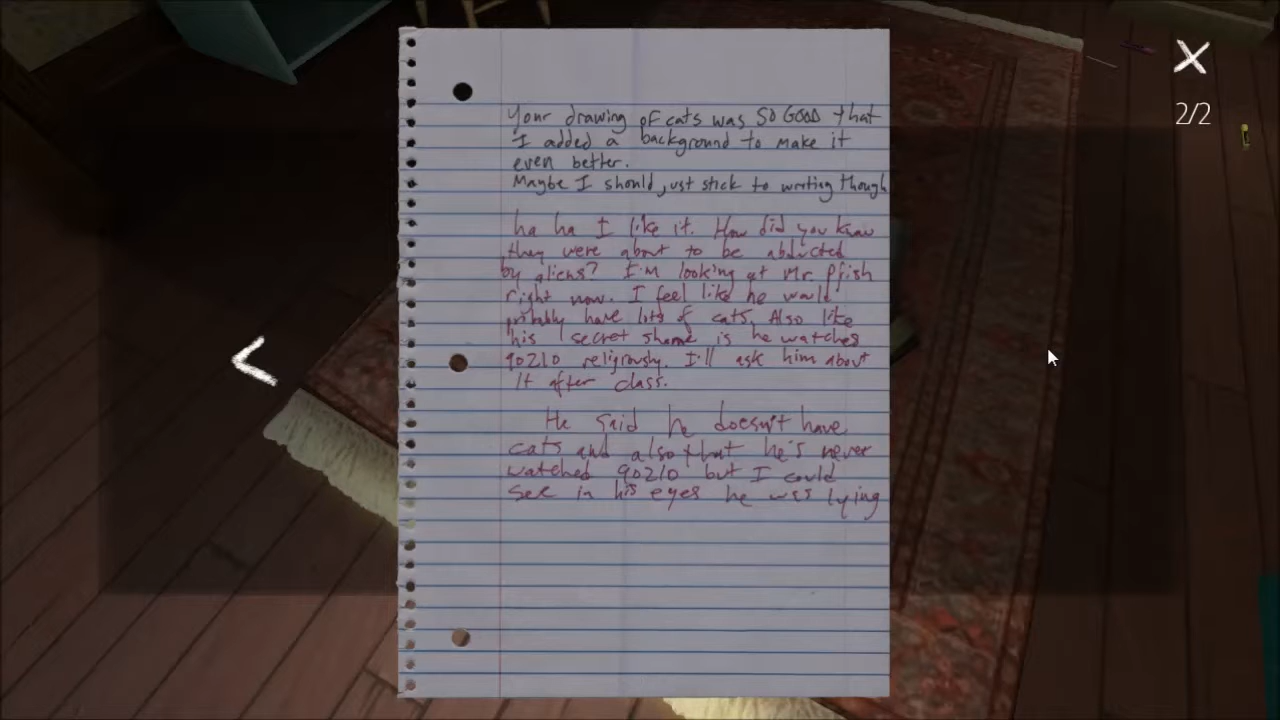 2/2
Your drawing of cats was SO GOOD that
I added a background to make it
even better.
Maybe I should just stick to writing though
ha ha I like it. How did you know
they were about to be abducted
by aliens? I'm looking at Mr. Pfish
right now. I feel like he would
probably have lots of cats. Also like
his secret shame is he watches
90210 religiously. I'll ask him about
it after class.
He said he doesn't have
cats and also that he's never
watched 90210 but I could
see in his eyes he was lying